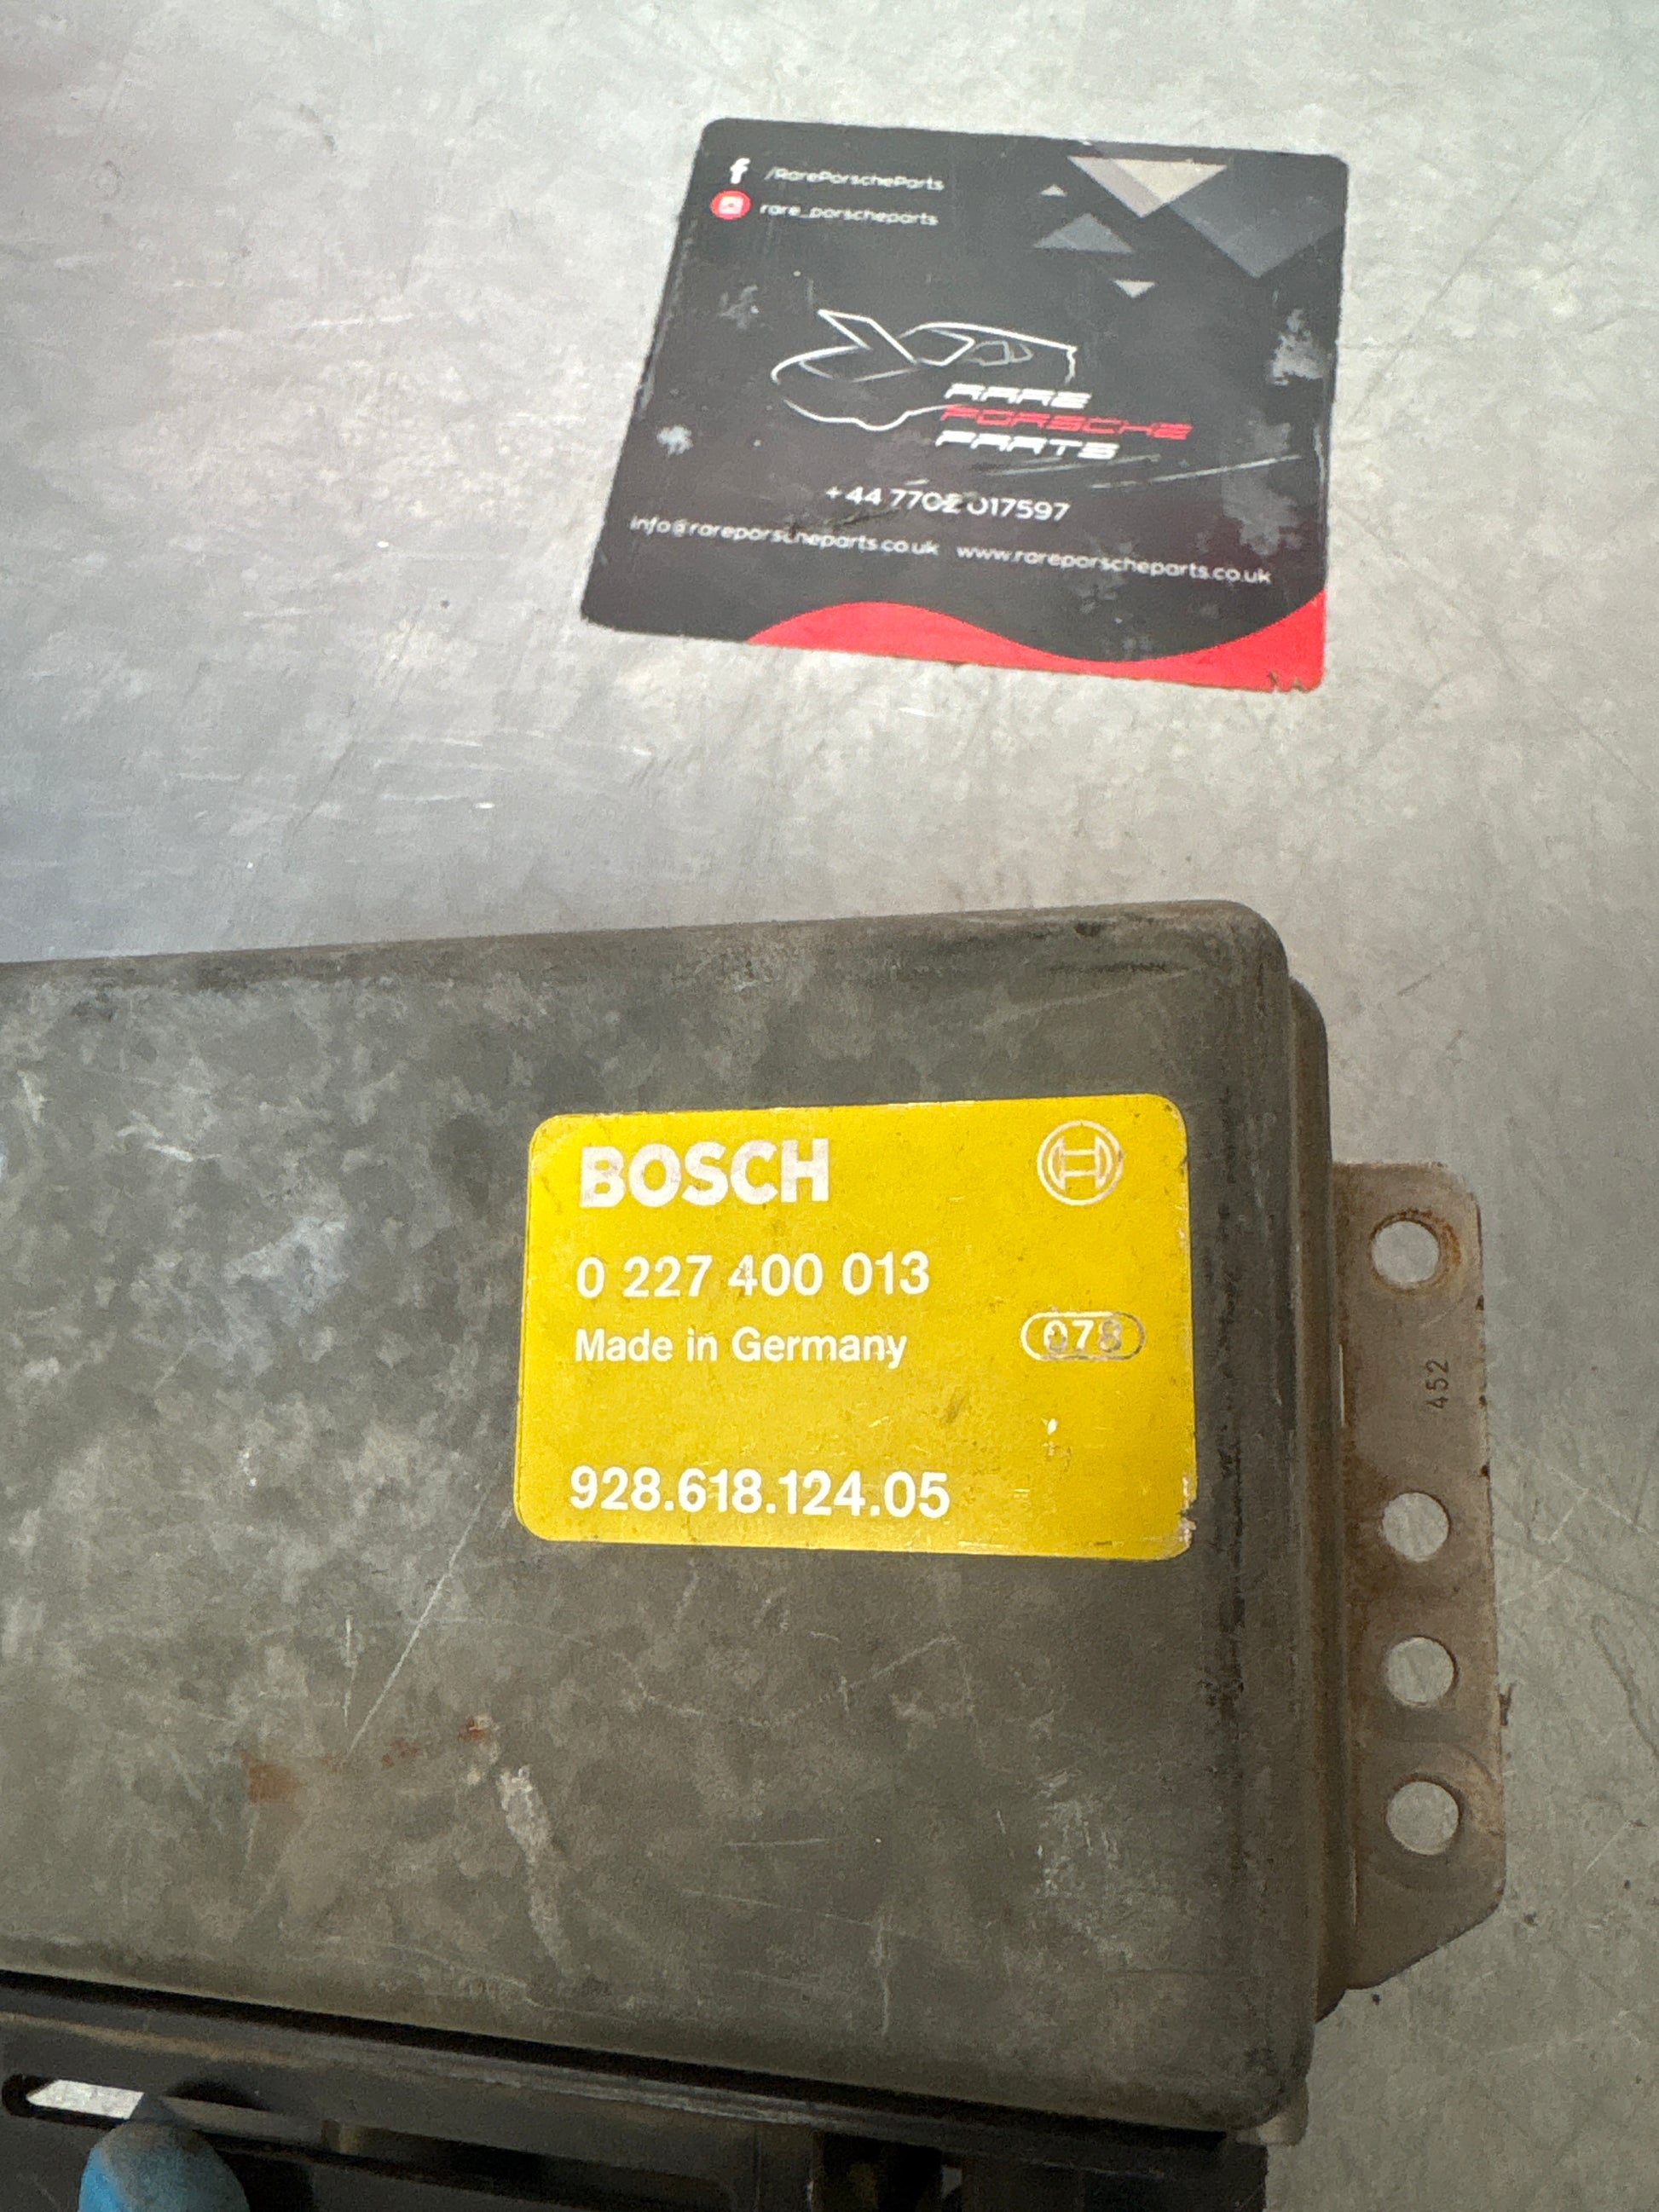 /RarePorscheParts
rare_porscheparts
RARE
PORSCHE
PARTS
+44 7702 017597
info@rareporscheparts.co.uk www.rareporscheparts.co.uk
BOSCH
0 227 400 013
Made in Germany 078
928.618.124.05
452